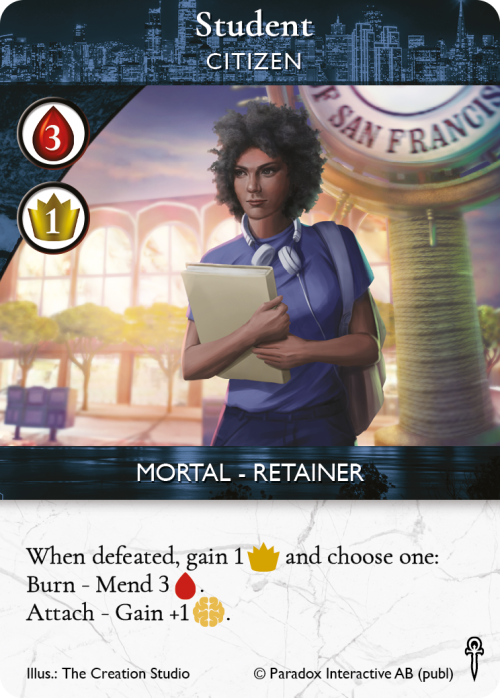 Student
CITIZEN
3
1
OF SAN FRANCIS
MORTAL - RETAINER
When defeated, gain 1 and choose one:
Burn - Mend 3 .
Attach - Gain +1 .
Illus.: The Creation Studio © Paradox Interactive AB (publ)